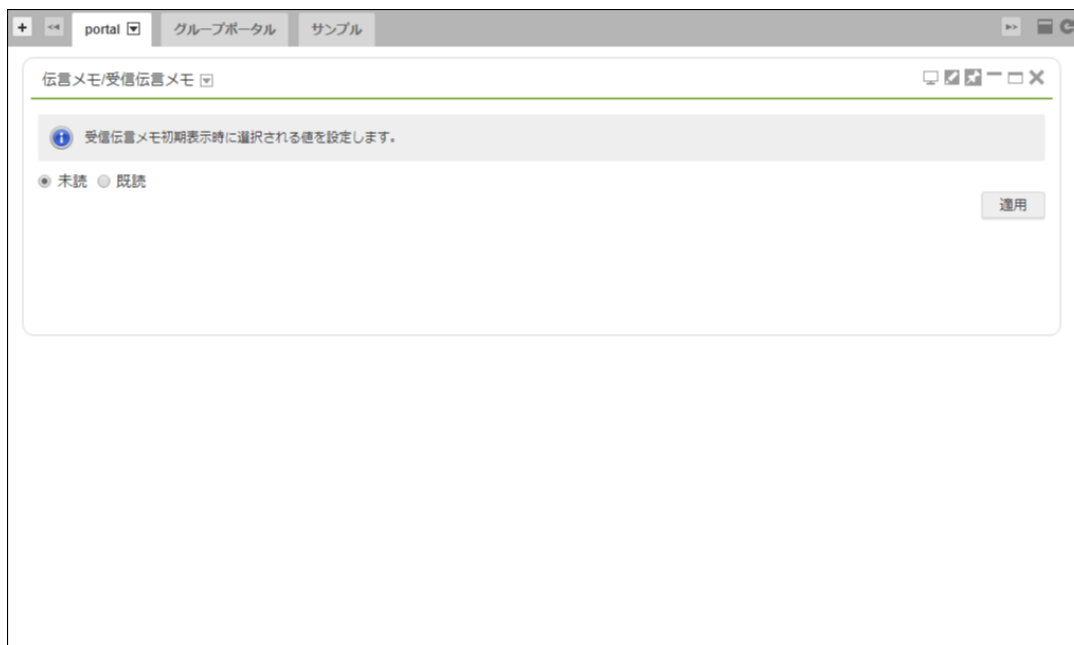 portal
グループポータル
サンプル
伝言メモ/受信伝言メモ
受信伝言メモ初期表示時に選択される値を設定します。
未読 既読
適用